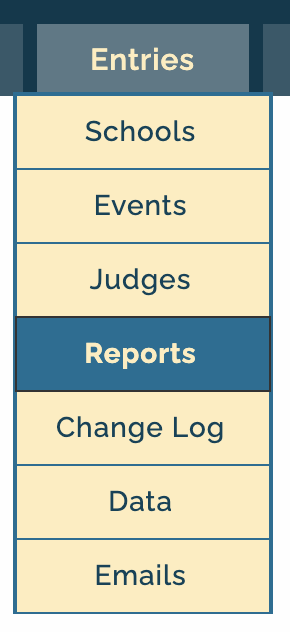 Entries
Schools
Events
Judges
Reports
Change Log
Data
Emails